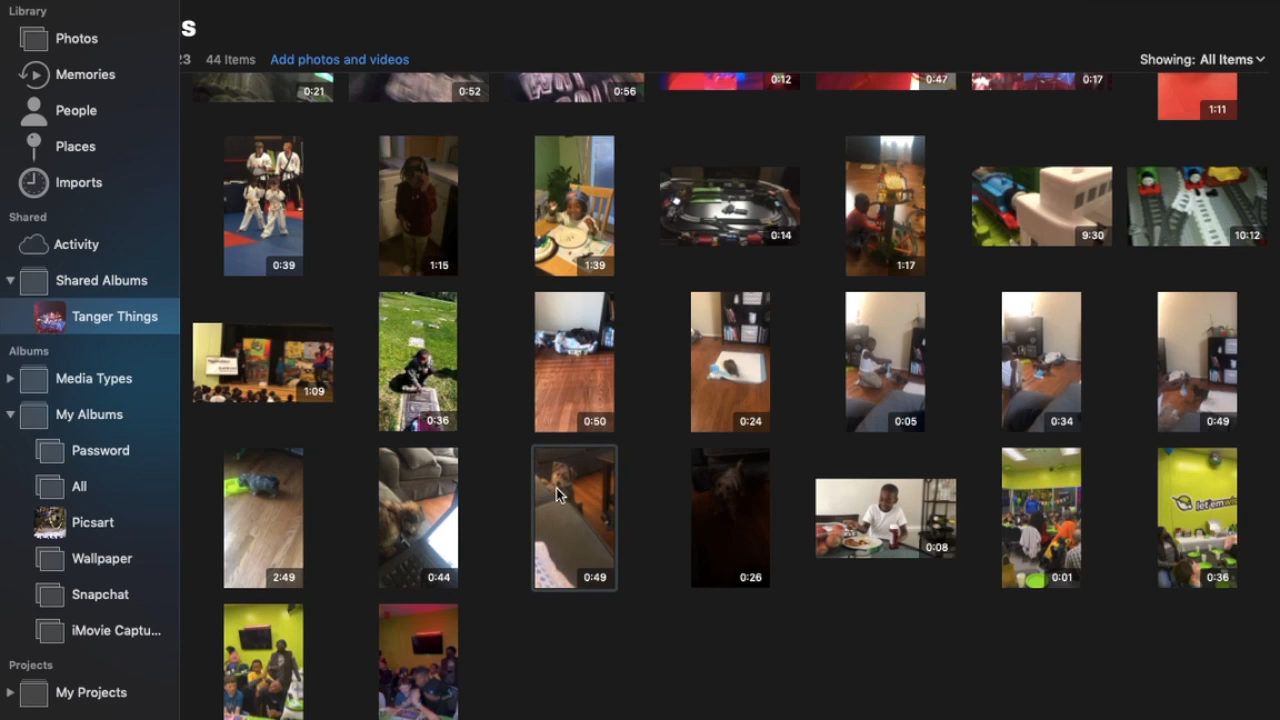 Library
Photos
Memories
People
Places
Imports
Shared
Activity
Shared Albums
Tanger Things
Albums
Media Types
My Albums
Password
All
Picsart
Wallpaper
Snapchat
iMovie Captu...
Projects
My Projects
s
23 44 Items Add photos and videos Showing: All Items
0:21 0:52 0:56 0:12 0:47 0:17 1:11
0:39 1:15 1:39 0:14 1:17 9:30 10:12
1:09 0:36 0:50 0:24 0:05 0:34 0:49
2:49 0:44 0:49 0:26 0:08 0:01 0:36